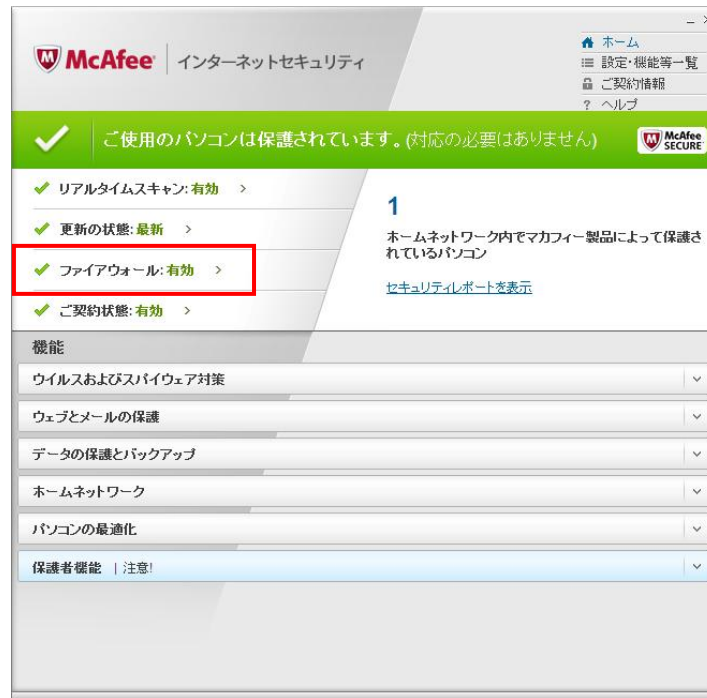 McAfee インターネットセキュリティ
ホーム
設定・機能等一覧
ご契約情報
? ヘルプ
ご使用のパソコンは保護されています。(対応の必要はありません)
McAfee
SECURE
リアルタイムスキャン:有効 >
更新の状態:最新 >
ファイアウォール:有効 >
ご契約状態:有効 >
1
ホームネットワーク内でマカフィー製品によって保護さ
れているパソコン
セキュリティレポートを表示
機能
ウイルスおよびスパイウェア対策
ウェブとメールの保護
データの保護とバックアップ
ホームネットワーク
パソコンの最適化
保護者機能 | 注意!